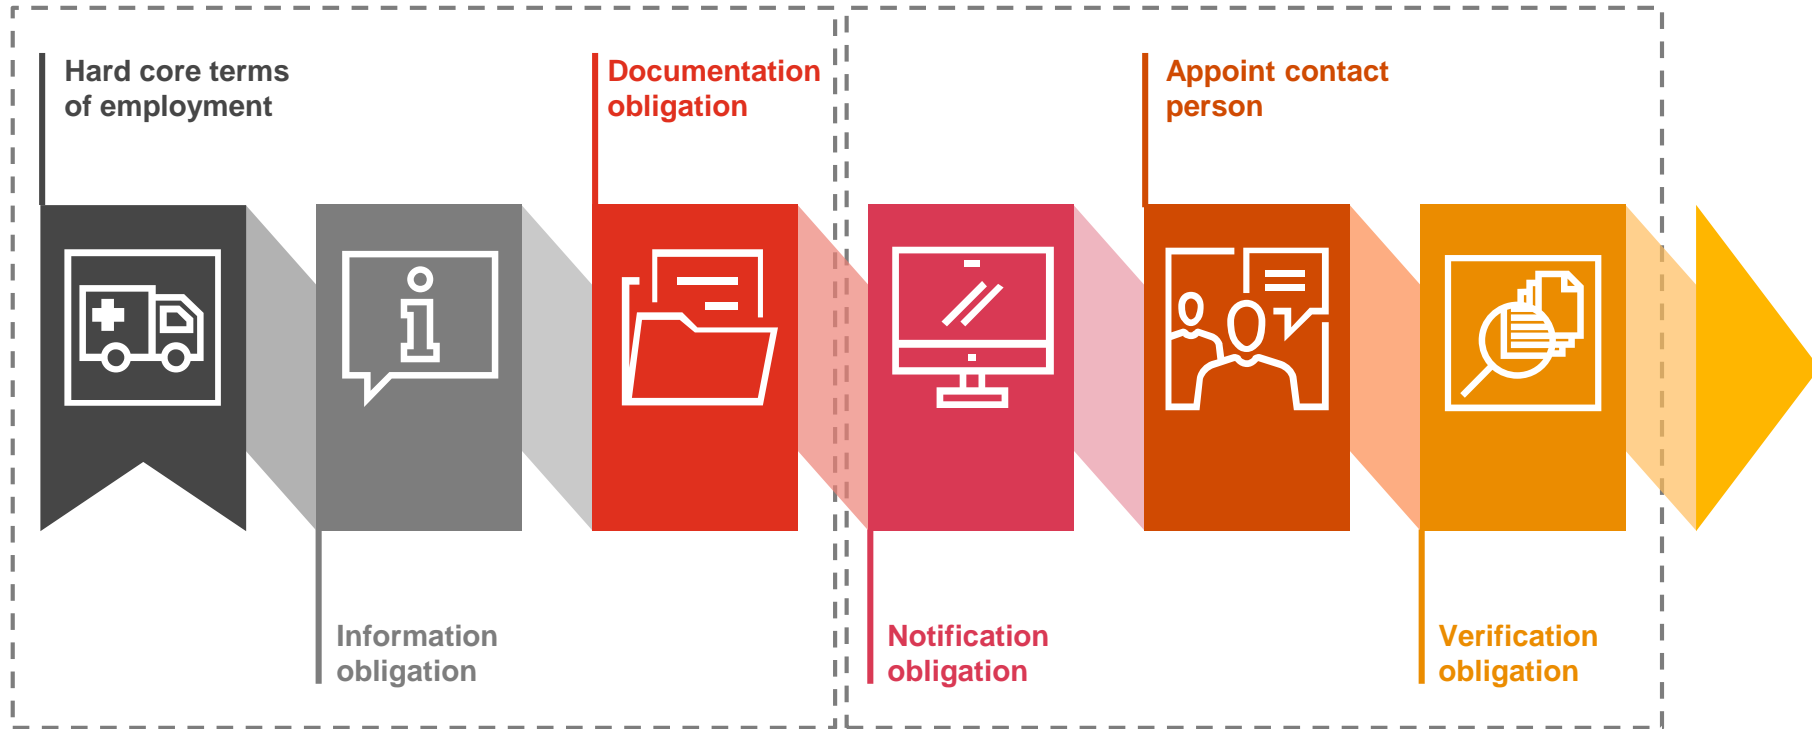 Hard core terms
of employment
Documentation
obligation
Appoint contact
person
Information
obligation
Notification
obligation
Verification
obligation